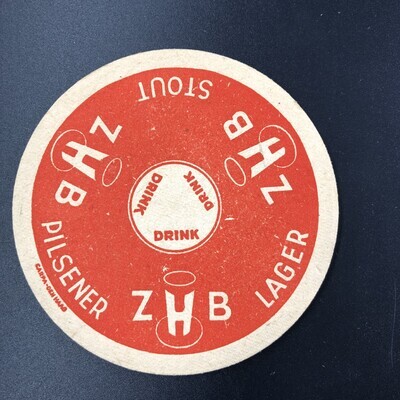 STOUT
ZHB
ZHB
DRINK
DRINK
DRINK
PILSENER
ZHB
LAGER